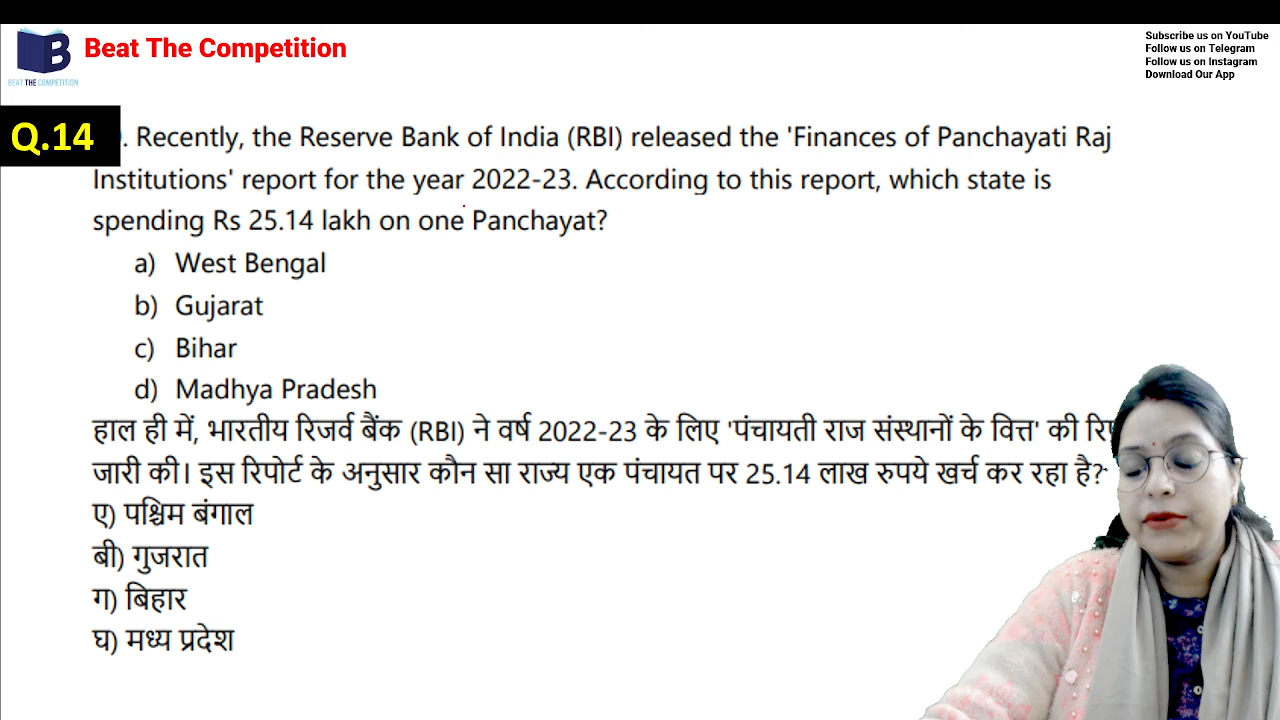 Beat The Competition
BEAT THE COMPETITION
Subscribe us on YouTube
Follow us on Telegram
Follow us on Instagram
Download Our App
Q.14
. Recently, the Reserve Bank of India (RBI) released the 'Finances of Panchayati Raj
Institutions' report for the year 2022-23. According to this report, which state is
spending Rs 25.14 lakh on one Panchayat?
a) West Bengal
b) Gujarat
c) Bihar
d) Madhya Pradesh
हाल ही में, भारतीय रिजर्व बैंक (RBI) ने वर्ष 2022-23 के लिए 'पंचायती राज संस्थानों के वित्त' की
जारी की। इस रिपोर्ट के अनुसार कौन सा राज्य एक पंचायत पर 25.14 लाख रुपये खर्च कर रहा है?
ए) पश्चिम बंगाल
बी) गुजरात
ग) बिहार
घ) मध्य प्रदेश